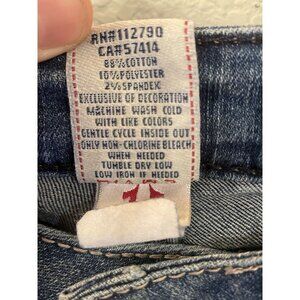 RN#112790
CA#57414
88%COTTON
10%POLYESTER
2%SPANDEX
EXCLUSIVE OF DECORATION
MACHINE WASH COLD
WITH LIKE COLORS
GENTLE CYCLE INSIDE OUT
ONLY NON-CHLORINE BLEACH
WHEN NEEDED
TUMBLE DRY LOW
LOW IRON IF NEEDED